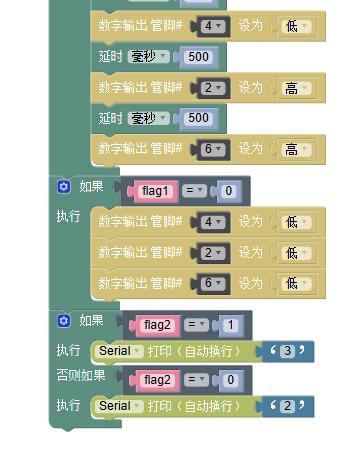 数字输出 管脚# 4 设为 低
延时 毫秒 500
数字输出 管脚# 2 设为 高
延时 毫秒 500
数字输出 管脚# 6 设为 高
如果 flag1 = 0
执行 数字输出 管脚# 4 设为 低
数字输出 管脚# 2 设为 低
数字输出 管脚# 6 设为 低
如果 flag2 = 1
执行 Serial 打印（自动换行） “ 3 ”
否则如果 flag2 = 0
执行 Serial 打印（自动换行） “ 2 ”